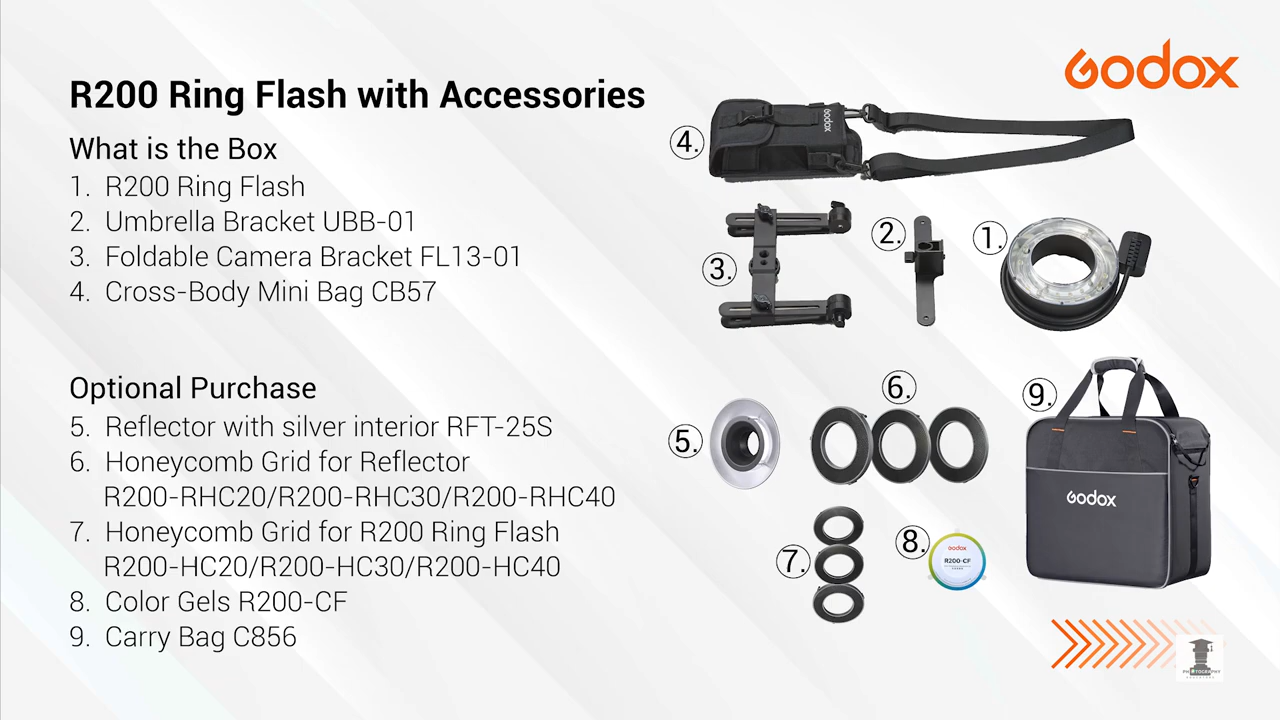 Godox
R200 Ring Flash with Accessories
What is the Box
1. R200 Ring Flash
2. Umbrella Bracket UBB-01
3. Foldable Camera Bracket FL13-01
4. Cross-Body Mini Bag CB57
Optional Purchase
5. Reflector with silver interior RFT-25S
6. Honeycomb Grid for Reflector
R200-RHC20/R200-RHC30/R200-RHC40
7. Honeycomb Grid for R200 Ring Flash
R200-HC20/R200-HC30/R200-HC40
8. Color Gels R200-CF
9. Carry Bag C856
4.
Godox
3.
2.
1.
5.
6.
9.
Godox
7.
8.
Godox
R200-CF
PHOTOGRAPHY